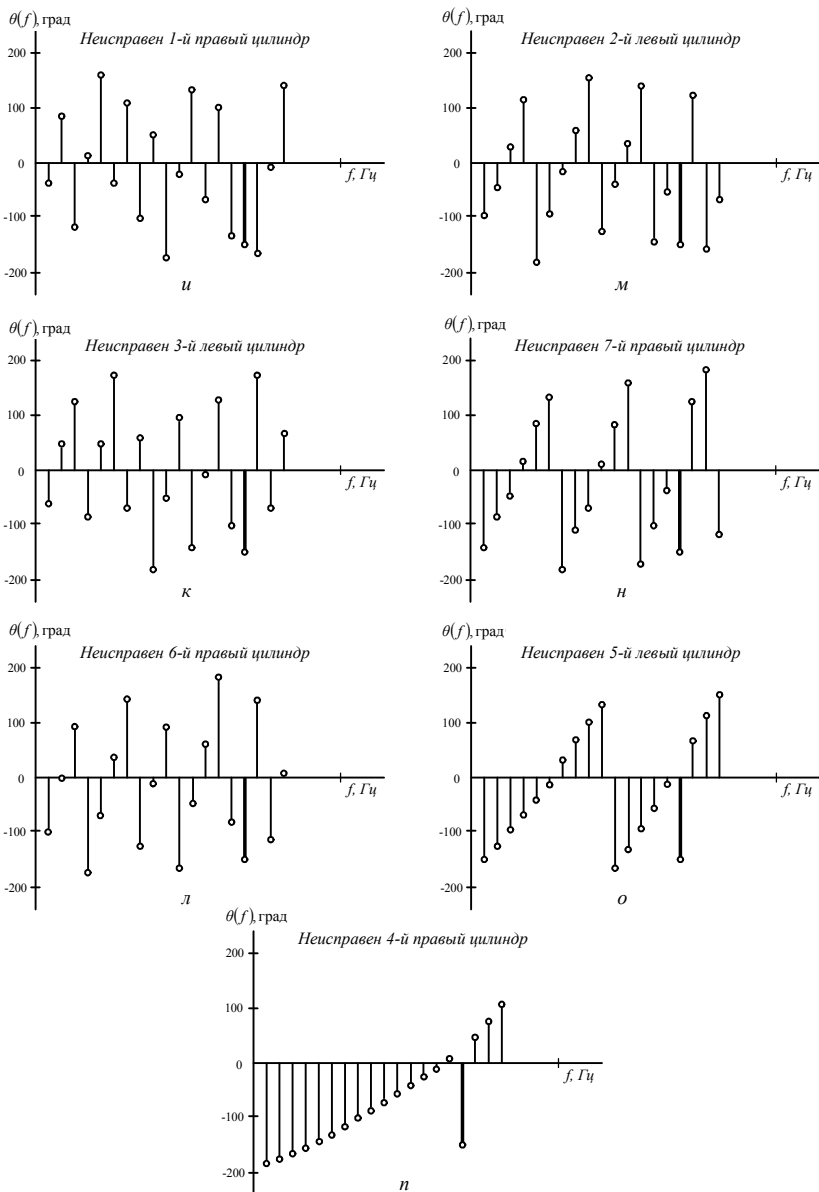 θ(f), град
Неисправен 1-й правый цилиндр
200
100
0
-100
-200
f, Гц
и
θ(f), град
Неисправен 2-й левый цилиндр
200
100
0
-100
-200
f, Гц
м
θ(f), град
Неисправен 3-й левый цилиндр
200
100
0
-100
-200
f, Гц
к
θ(f), град
Неисправен 7-й правый цилиндр
200
100
0
-100
-200
f, Гц
н
θ(f), град
Неисправен 6-й правый цилиндр
200
100
0
-100
-200
f, Гц
л
θ(f), град
Неисправен 5-й левый цилиндр
200
100
0
-100
-200
f, Гц
о
θ(f), град
Неисправен 4-й правый цилиндр
200
100
0
-100
-200
f, Гц
п